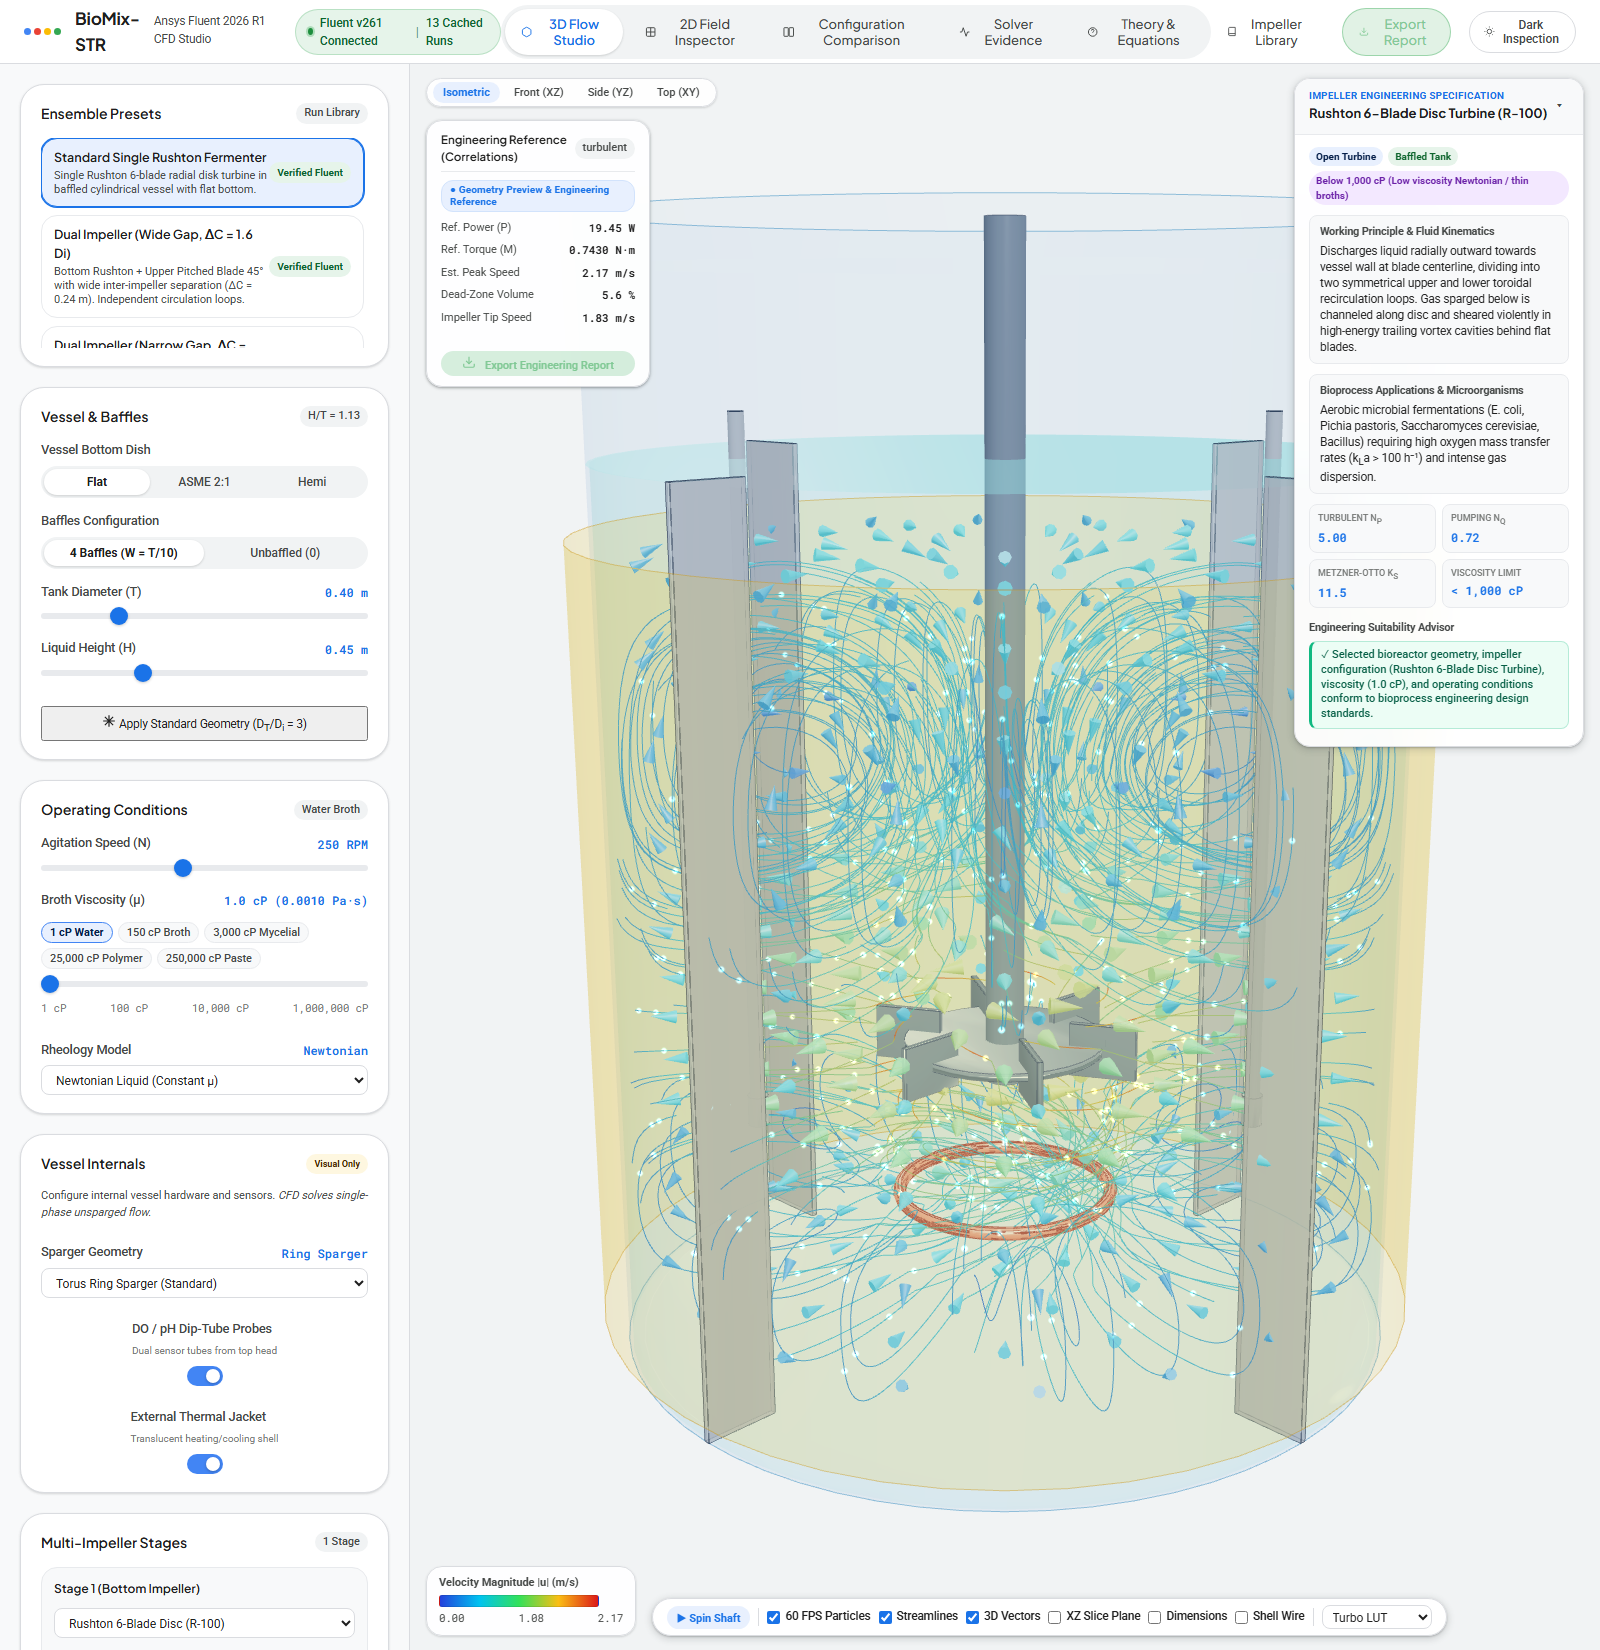 BioMix-STR
Ansys Fluent 2026 R1 CFD Studio
Fluent v261 Connected | 13 Cached Runs
3D Flow Studio
2D Field Inspector
Configuration Comparison
Solver Evidence
Theory & Equations
Impeller Library
Export Report
Dark Inspection
Ensemble Presets
Run Library
Standard Single Rushton Fermenter
Single Rushton 6-blade radial disk turbine in
baffled cylindrical vessel with flat bottom.
Verified Fluent
Dual Impeller (Wide Gap, ΔC = 1.6
Di)
Bottom Rushton + Upper Pitched Blade 45°
with wide inter-impeller separation (ΔC =
0.24 m). Independent circulation loops.
Verified Fluent
Dual Impeller (Narrow Gap, ΔC =
Vessel & Baffles
H/T = 1.13
Vessel Bottom Dish
Flat
ASME 2:1
Hemi
Baffles Configuration
4 Baffles (W = T/10)
Unbaffled (0)
Tank Diameter (T)
0.40 m
Liquid Height (H)
0.45 m
✳ Apply Standard Geometry (DT/Di = 3)
Operating Conditions
Water Broth
Agitation Speed (N)
250 RPM
Broth Viscosity (μ)
1.0 cP (0.0010 Pa·s)
1 cP Water
150 cP Broth
3,000 cP Mycelial
25,000 cP Polymer
250,000 cP Paste
1 cP
100 cP
10,000 cP
1,000,000 cP
Rheology Model
Newtonian
Newtonian Liquid (Constant μ)
Vessel Internals
Visual Only
Configure internal vessel hardware and sensors. CFD solves single-
phase unsparged flow.
Sparger Geometry
Ring Sparger
Torus Ring Sparger (Standard)
DO / pH Dip-Tube Probes
Dual sensor tubes from top head
External Thermal Jacket
Translucent heating/cooling shell
Multi-Impeller Stages
1 Stage
Stage 1 (Bottom Impeller)
Rushton 6-Blade Disc (R-100)
Isometric
Front (XZ)
Side (YZ)
Top (XY)
Engineering Reference
(Correlations)
turbulent
● Geometry Preview & Engineering
Reference
Ref. Power (P)
19.45 W
Ref. Torque (M)
0.7430 N·m
Est. Peak Speed
2.17 m/s
Dead-Zone Volume
5.6 %
Impeller Tip Speed
1.83 m/s
Export Engineering Report
IMPELLER ENGINEERING SPECIFICATION
Rushton 6-Blade Disc Turbine (R-100)
Open Turbine
Baffled Tank
Below 1,000 cP (Low viscosity Newtonian / thin
broths)
Working Principle & Fluid Kinematics
Discharges liquid radially outward towards
vessel wall at blade centerline, dividing into
two symmetrical upper and lower toroidal
recirculation loops. Gas sparged below is
channeled along disc and sheared violently in
high-energy trailing vortex cavities behind flat
blades.
Bioprocess Applications & Microorganisms
Aerobic microbial fermentations (E. coli,
Pichia pastoris, Saccharomyces cerevisiae,
Bacillus) requiring high oxygen mass transfer
rates (kLa > 100 h⁻¹) and intense gas
dispersion.
TURBULENT NP
5.00
PUMPING NQ
0.72
METZNER-OTTO KS
11.5
VISCOSITY LIMIT
< 1,000 cP
Engineering Suitability Advisor
✓ Selected bioreactor geometry, impeller
configuration (Rushton 6-Blade Disc Turbine),
viscosity (1.0 cP), and operating conditions
conform to bioprocess engineering design
standards.
Velocity Magnitude |u| (m/s)
0.00
1.08
2.17
▶ Spin Shaft
60 FPS Particles
Streamlines
3D Vectors
XZ Slice Plane
Dimensions
Shell Wire
Turbo LUT